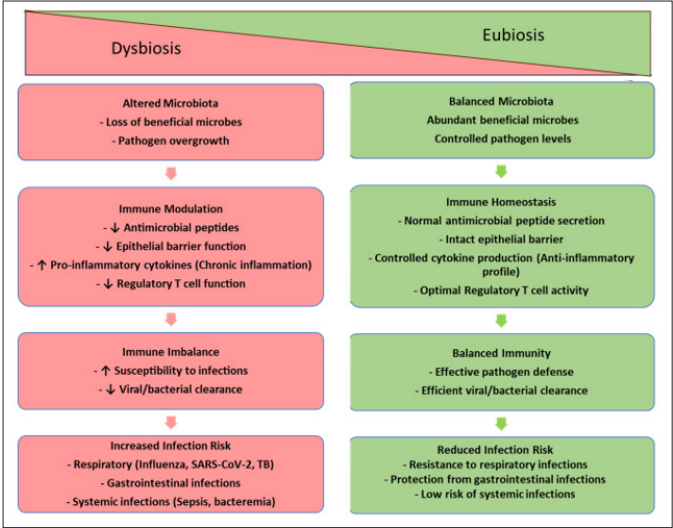 Dysbiosis
Eubiosis
Altered Microbiota
- Loss of beneficial microbes
- Pathogen overgrowth
Immune Modulation
- ↓ Antimicrobial peptides
- ↓ Epithelial barrier function
- ↑ Pro-inflammatory cytokines (Chronic inflammation)
- ↓ Regulatory T cell function
Immune Imbalance
- ↑ Susceptibility to infections
- ↓ Viral/bacterial clearance
Increased Infection Risk
- Respiratory (Influenza, SARS-CoV-2, TB)
- Gastrointestinal infections
- Systemic infections (Sepsis, bacteremia)
Balanced Microbiota
Abundant beneficial microbes
Controlled pathogen levels
Immune Homeostasis
- Normal antimicrobial peptide secretion
- Intact epithelial barrier
- Controlled cytokine production (Anti-inflammatory
profile)
- Optimal Regulatory T cell activity
Balanced Immunity
- Effective pathogen defense
- Efficient viral/bacterial clearance
Reduced Infection Risk
- Resistance to respiratory infections
- Protection from gastrointestinal infections
- Low risk of systemic infections